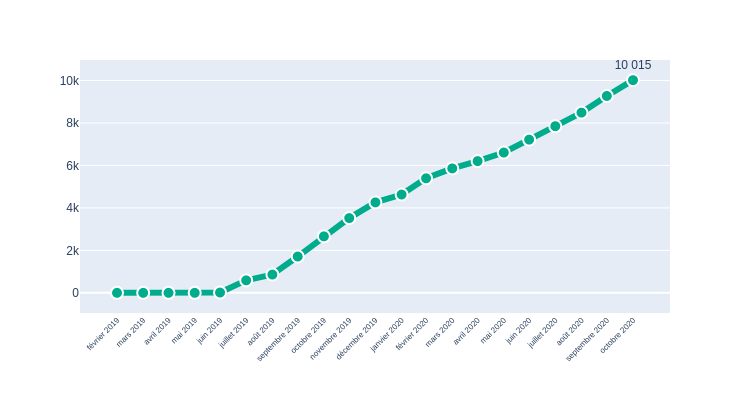 10 015
10k
8k
6k
4k
2k
0
février 2019
mars 2019
avril 2019
mai 2019
juin 2019
juillet 2019
août 2019
septembre 2019
octobre 2019
novembre 2019
décembre 2019
janvier 2020
février 2020
mars 2020
avril 2020
mai 2020
juin 2020
juillet 2020
août 2020
septembre 2020
octobre 2020